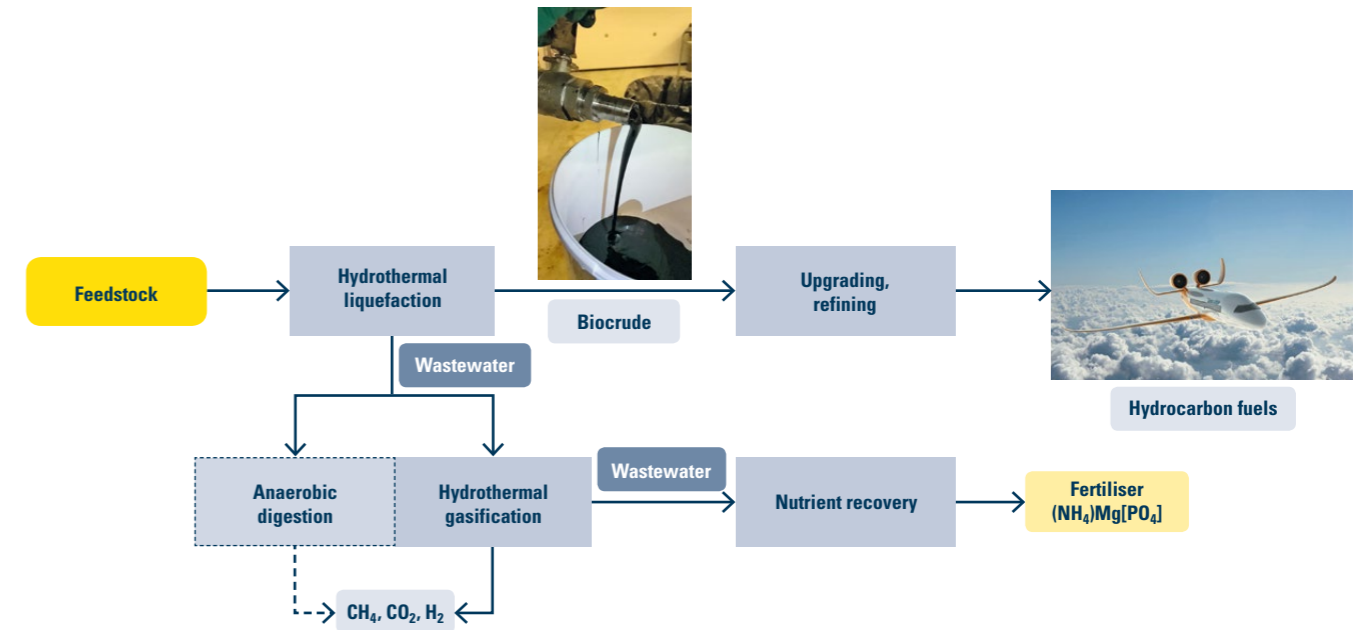 Feedstock
Hydrothermal
liquefaction
Biocrude
Upgrading,
refining
Hydrocarbon fuels
Wastewater
Anaerobic
digestion
Hydrothermal
gasification
Wastewater
Nutrient recovery
Fertiliser
(NH₄)Mg[PO₄]
CH₄, CO₂, H₂